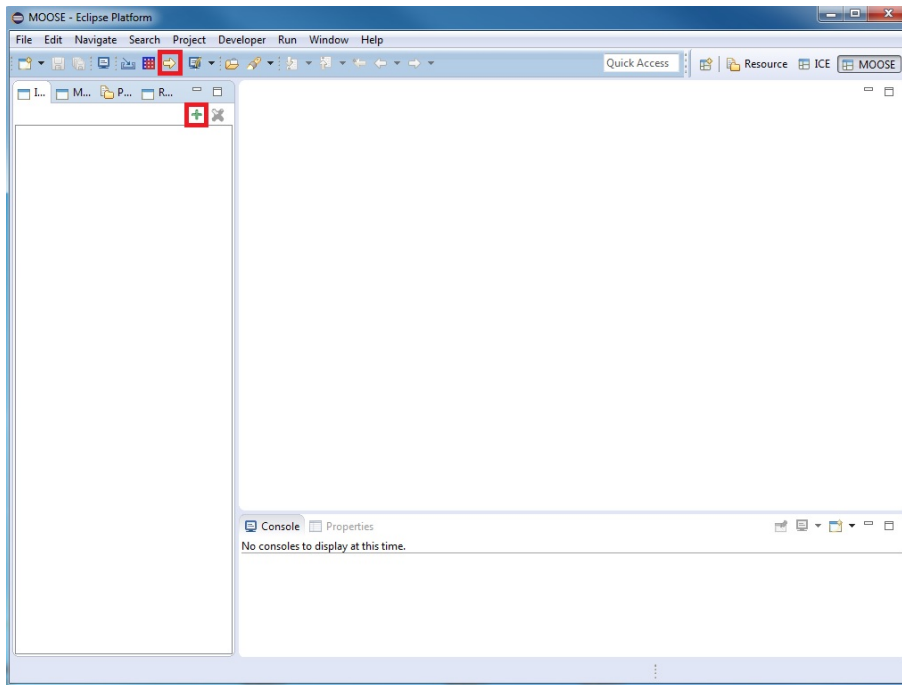 MOOSE - Eclipse Platform
File Edit Navigate Search Project Developer Run Window Help
Quick Access Resource ICE MOOSE
I... M... P... R...
Console Properties
No consoles to display at this time.